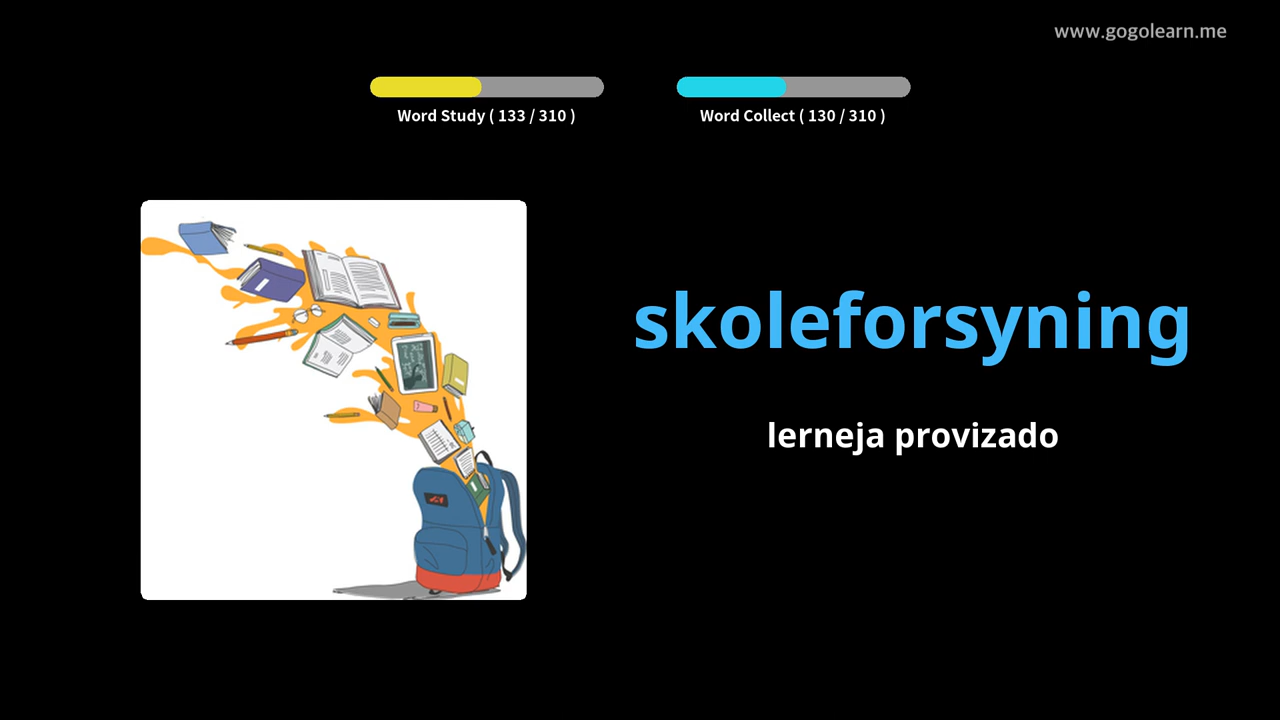 www.gogolearn.me
Word Study ( 133 / 310 )
Word Collect ( 130 / 310 )
skoleforsyning
lerneja provizado